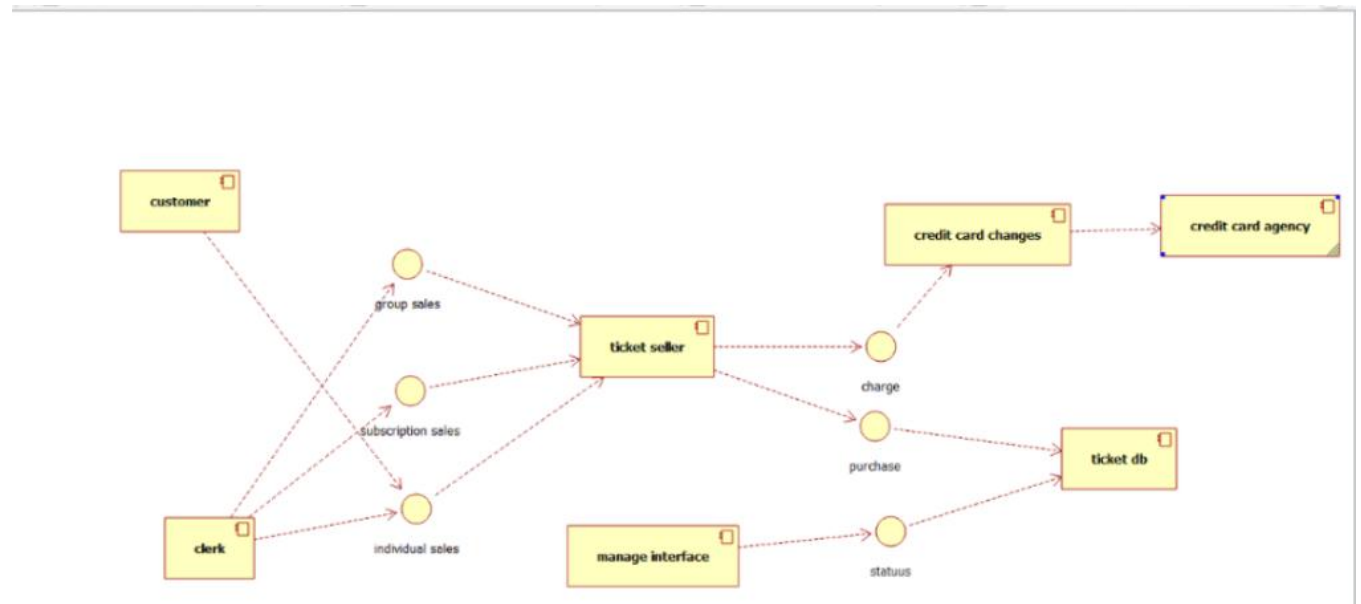 customer
credit card changes
credit card agency
group sales
ticket seller
charge
subscription sales
purchase
ticket db
clerk
individual sales
manage interface
statuus